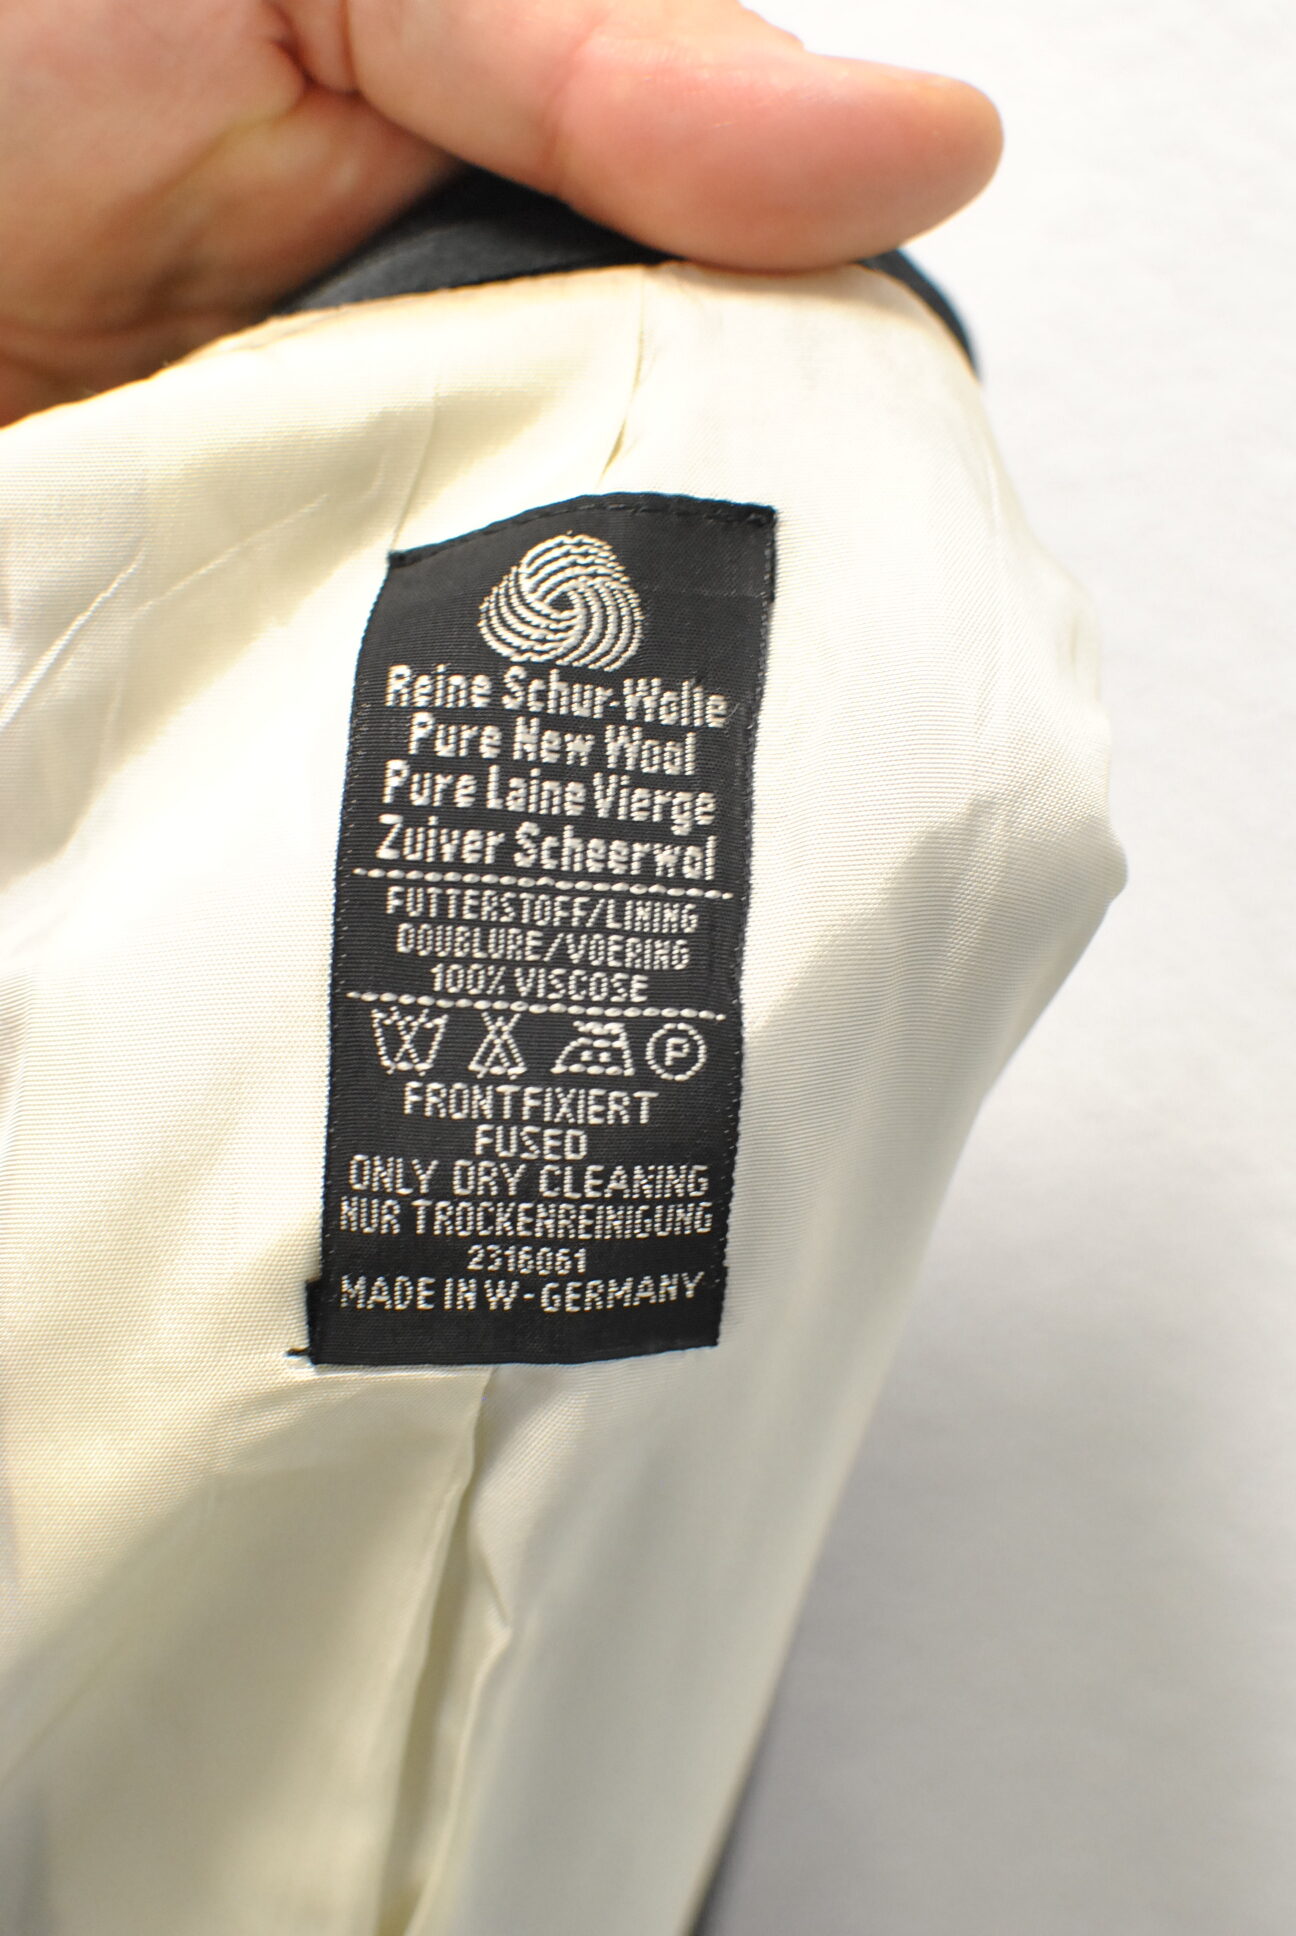 Reine Schur-Wolle
Pure New Wool
Pure Laine Vierge
Zuiver Scheerwol
FUTTERSTOFF/LINING
DOUBLURE/VOERING
100% VISCOSE
P
FRONTFIXIERT
FUSED
ONLY DRY CLEANING
NUR TROCKENREINIGUNG
2316061
MADE IN W-GERMANY